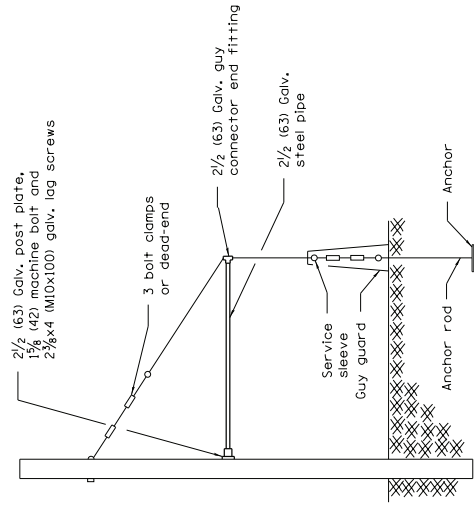 2½ (63) Galv. post plate,
1⅝ (42) machine bolt and
2⅜x4 (M10x100) galv. lag screws
3 bolt clamps
or dead-end
2½ (63) Galv. guy
connector end fitting
2½ (63) Galv.
steel pipe
Service
sleeve
Guy guard
Anchor rod
Anchor